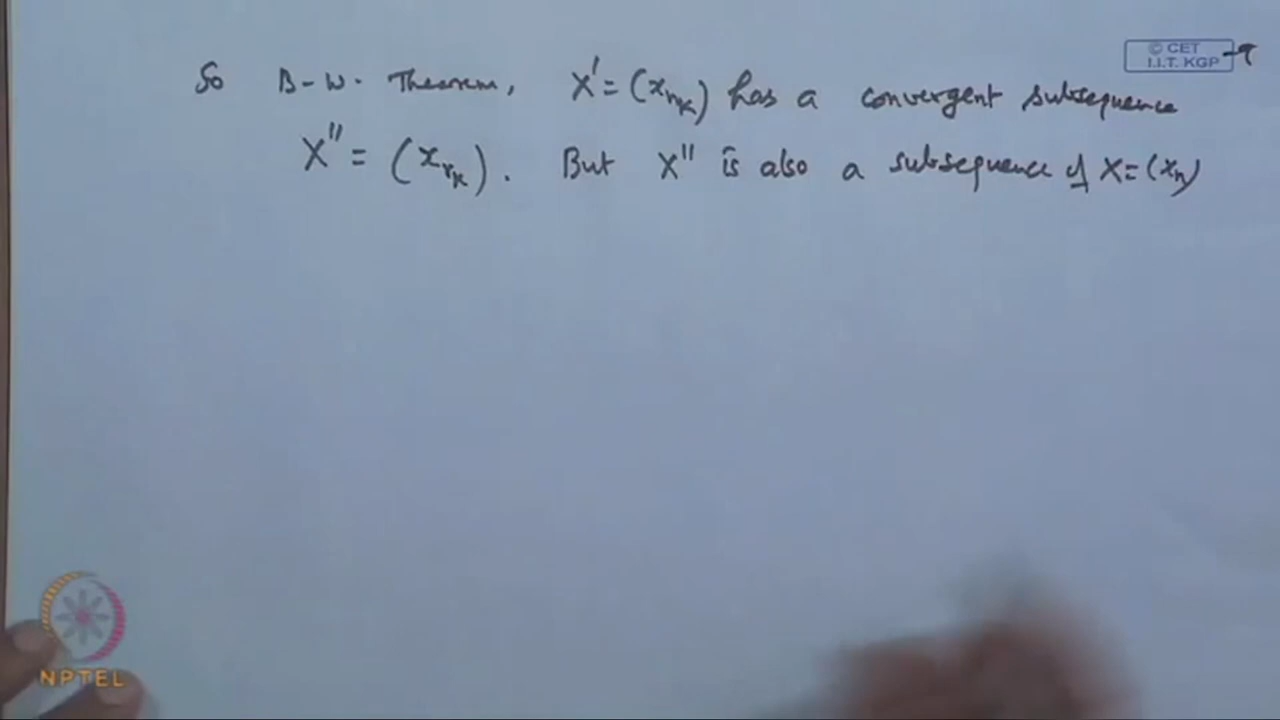 © CET
I.I.T. KGP
So B-W. Theorem, X' = (x_{n_k}) has a convergent subsequence
X'' = (x_{r_k}). But X'' is also a subsequence of X = (x_n)
NPTEL